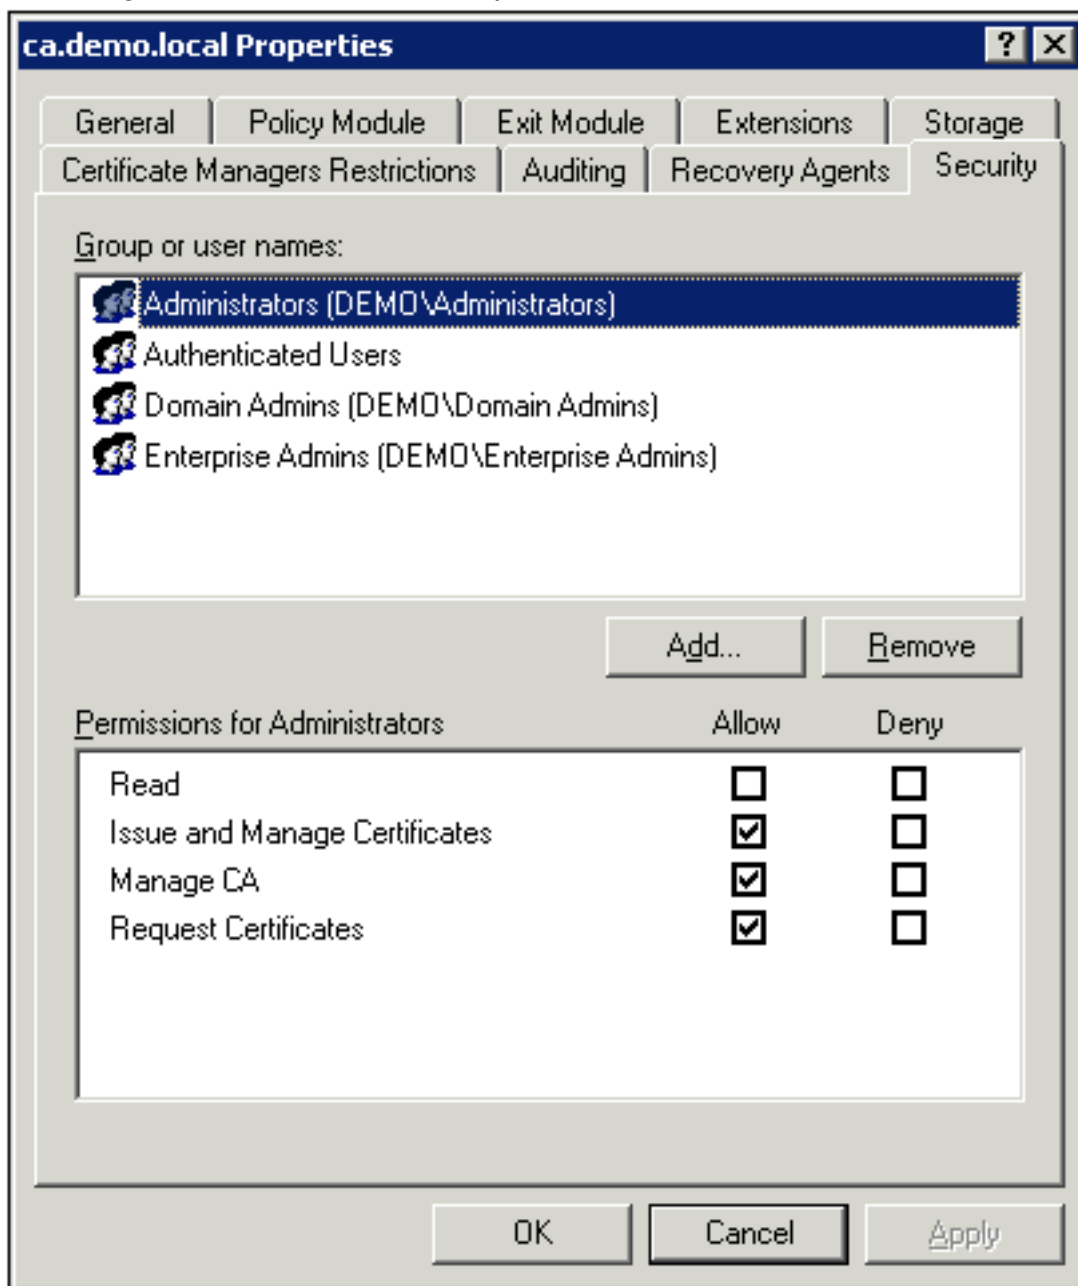 ca.demo.local Properties
General Policy Module Exit Module Extensions Storage
Certificate Managers Restrictions Auditing Recovery Agents Security
Group or user names:
Administrators (DEMO\Administrators)
Authenticated Users
Domain Admins (DEMO\Domain Admins)
Enterprise Admins (DEMO\Enterprise Admins)
Add... Remove
Permissions for Administrators Allow Deny
Read
Issue and Manage Certificates
Manage CA
Request Certificates
OK Cancel Apply